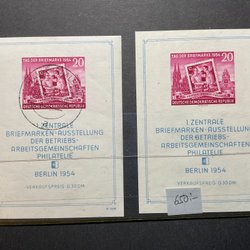 TAG DER BRIEFMARKE 1954 20
DEUTSCHE DEMOKRATISCHE REPUBLIK
1. ZENTRALE
BRIEFMARKEN-AUSSTELLUNG
DER BETRIEBS-
ARBEITSGEMEINSCHAFTEN
PHILATELIE
BERLIN 1954
VERKAUFSPREIS: 0,30 DM
TAG DER BRIEFMARKE 1954 20
DEUTSCHE DEMOKRATISCHE REPUBLIK
1. ZENTRALE
BRIEFMARKEN-AUSSTELLUNG
DER BETRIEBS-
ARBEITSGEMEINSCHAFTEN
PHILATELIE
BERLIN 1954
VERKAUFSPREIS: 0,30 DM
650:-